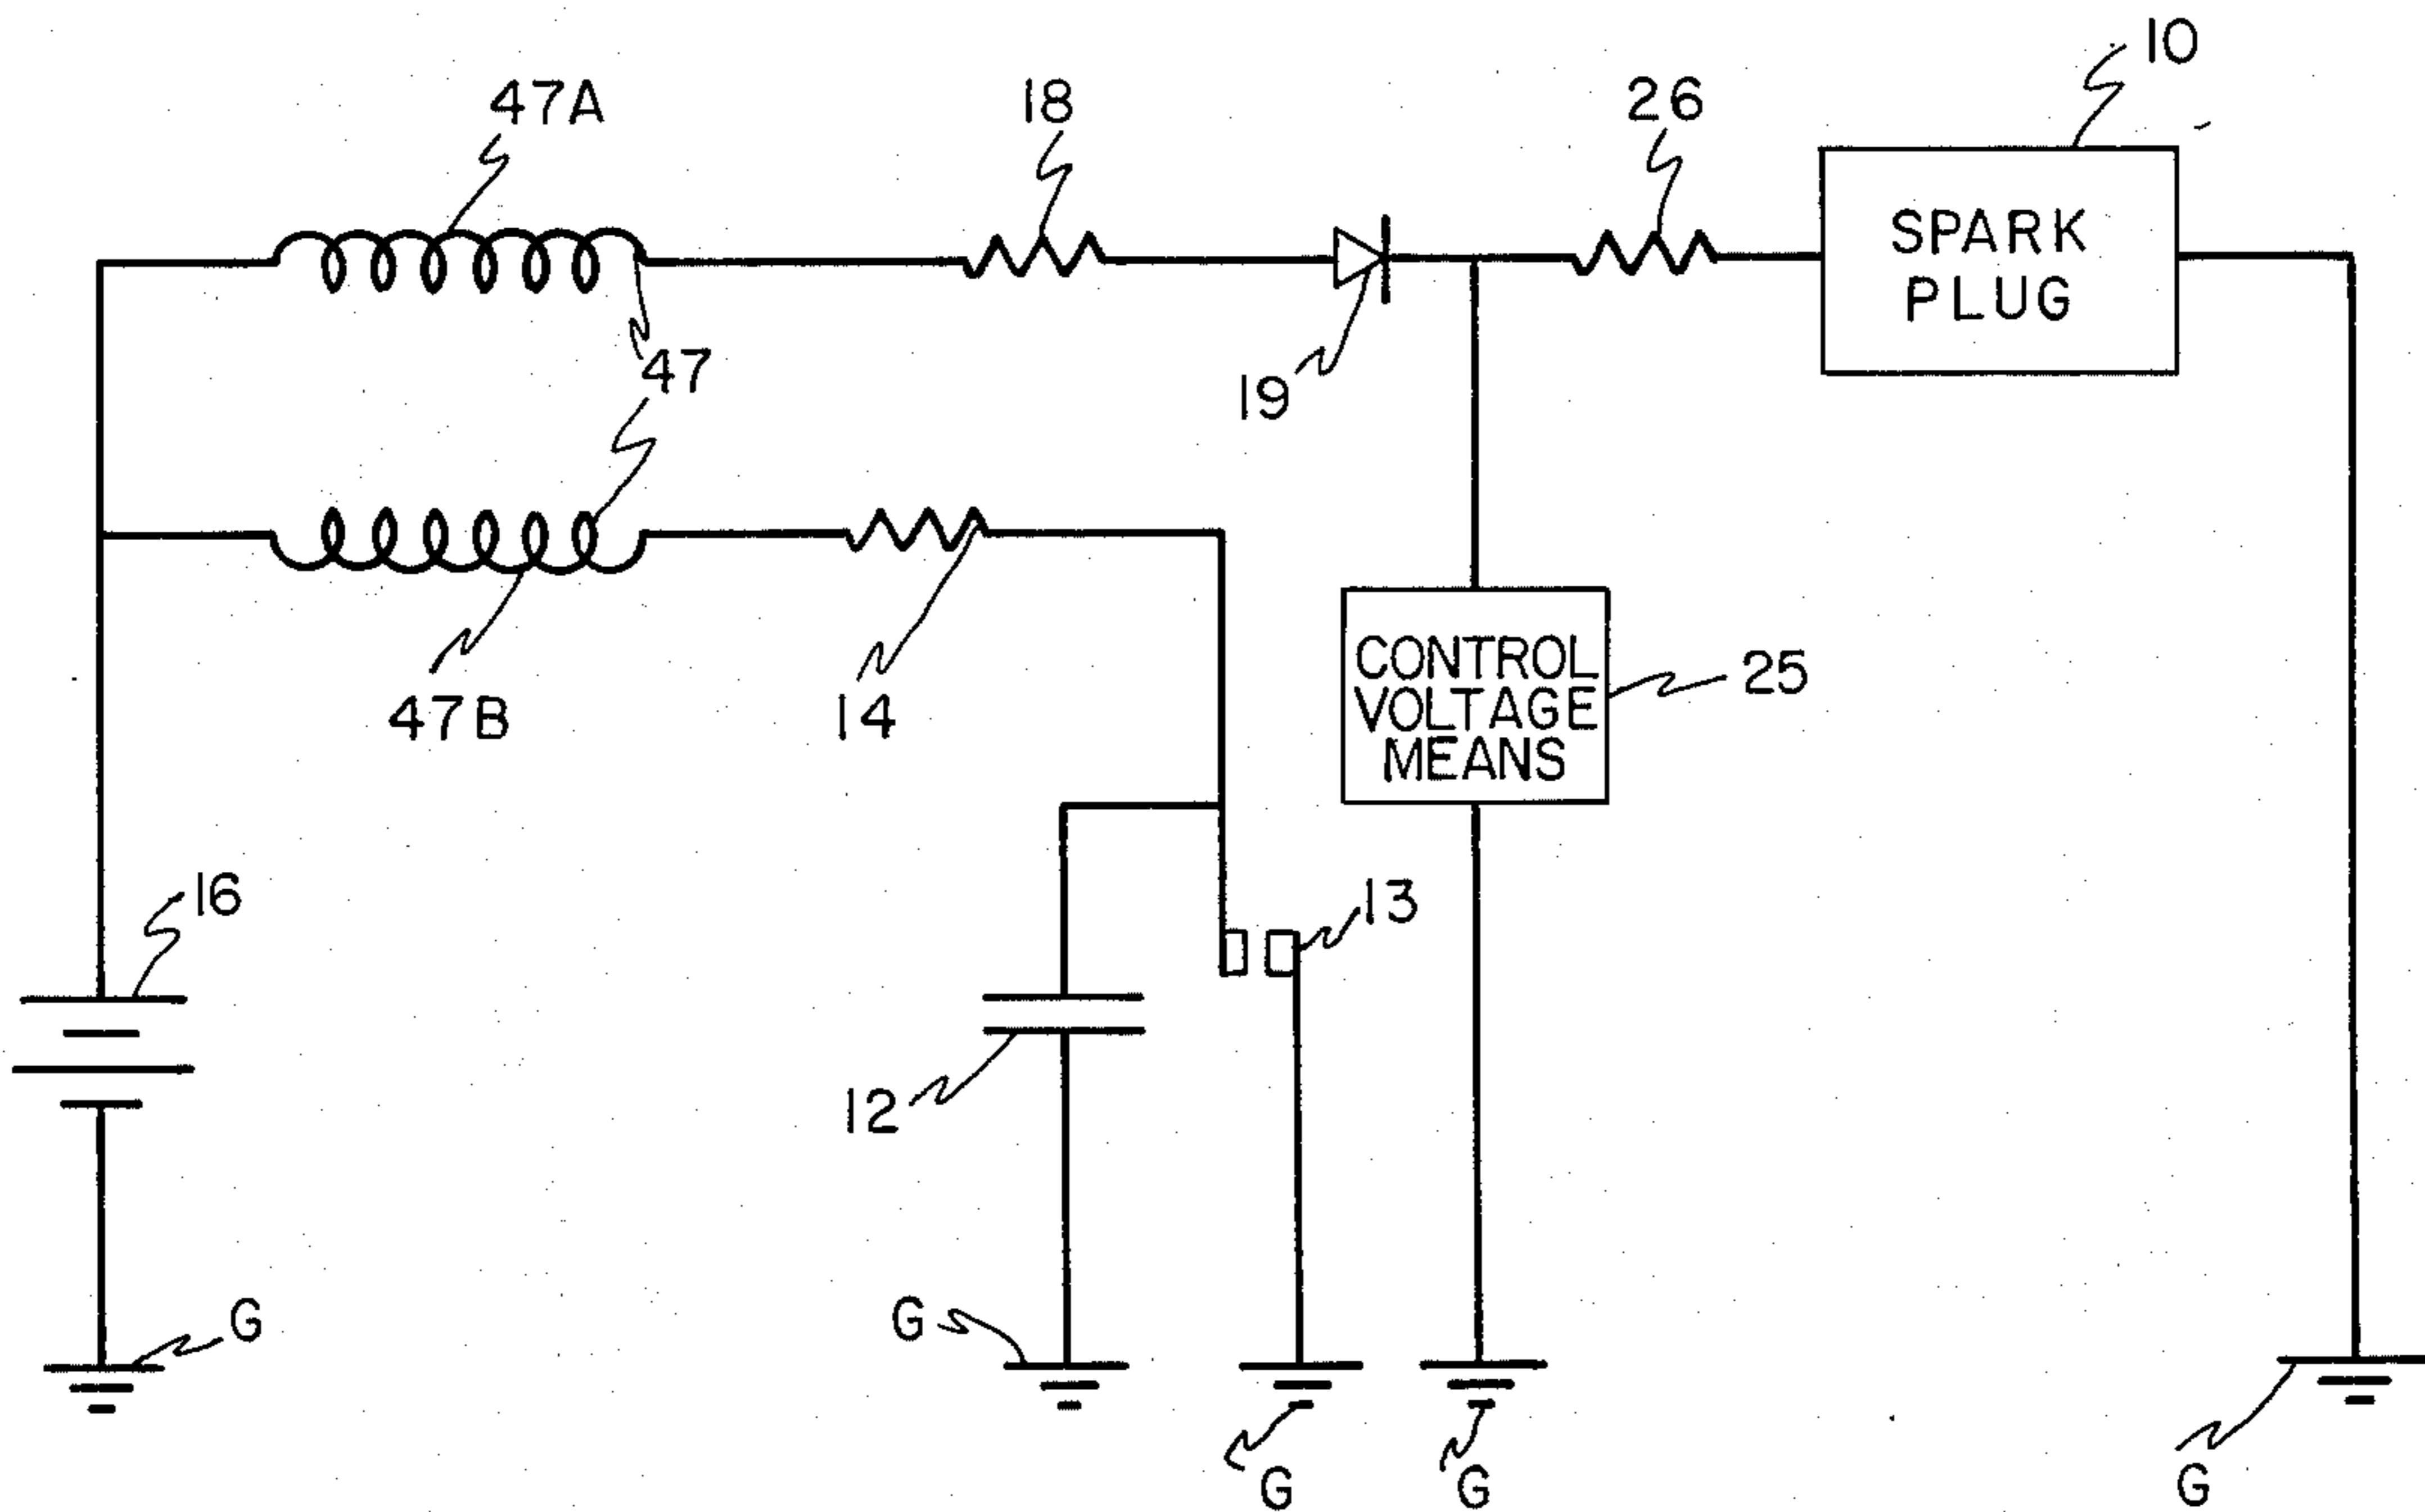 10
47A
18
26
SPARK
PLUG
47
19
47B
14
CONTROL
VOLTAGE
MEANS
25
16
13
12
G
G
G
G
G